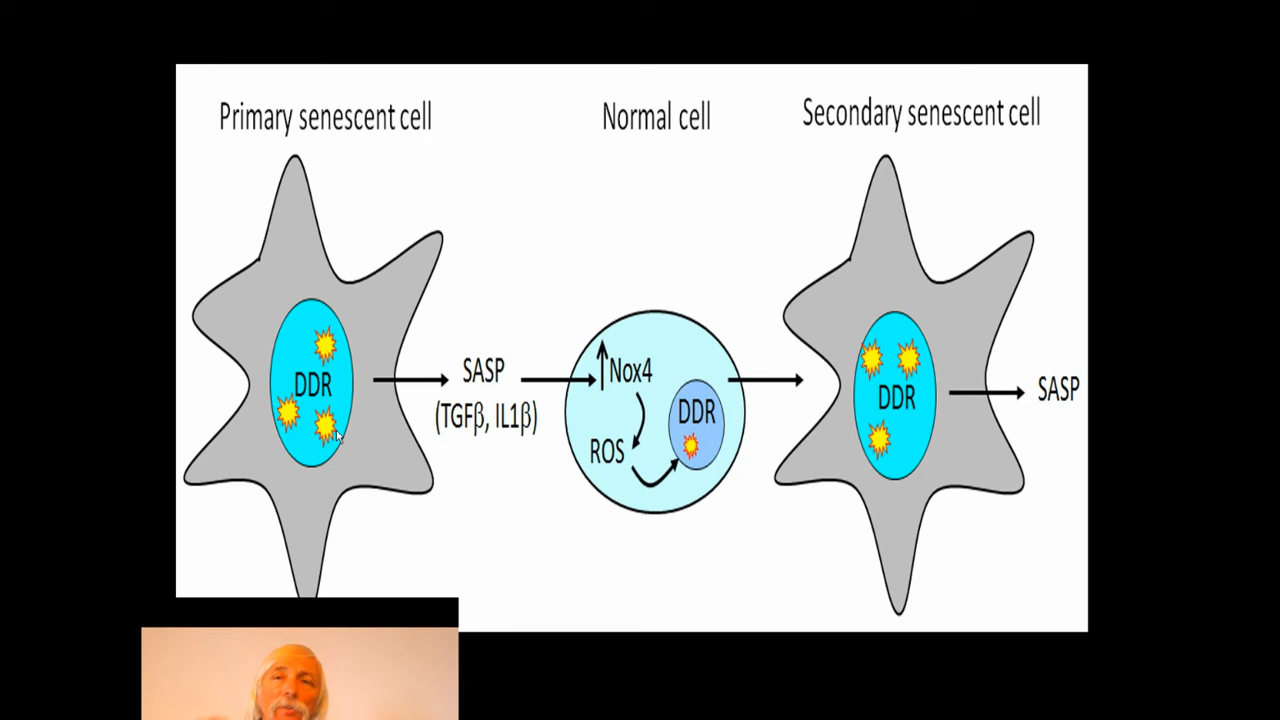 Primary senescent cell
Normal cell
Secondary senescent cell
DDR
SASP
(TGFβ, IL1β)
Nox4
ROS
DDR
DDR
SASP